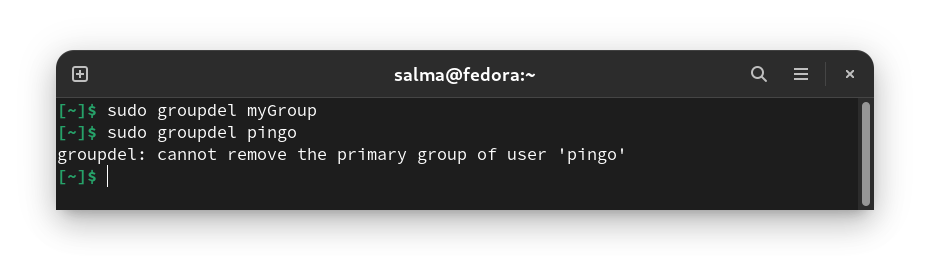 salma@fedora:~
[~]$ sudo groupdel myGroup
[~]$ sudo groupdel pingo
groupdel: cannot remove the primary group of user 'pingo'
[~]$